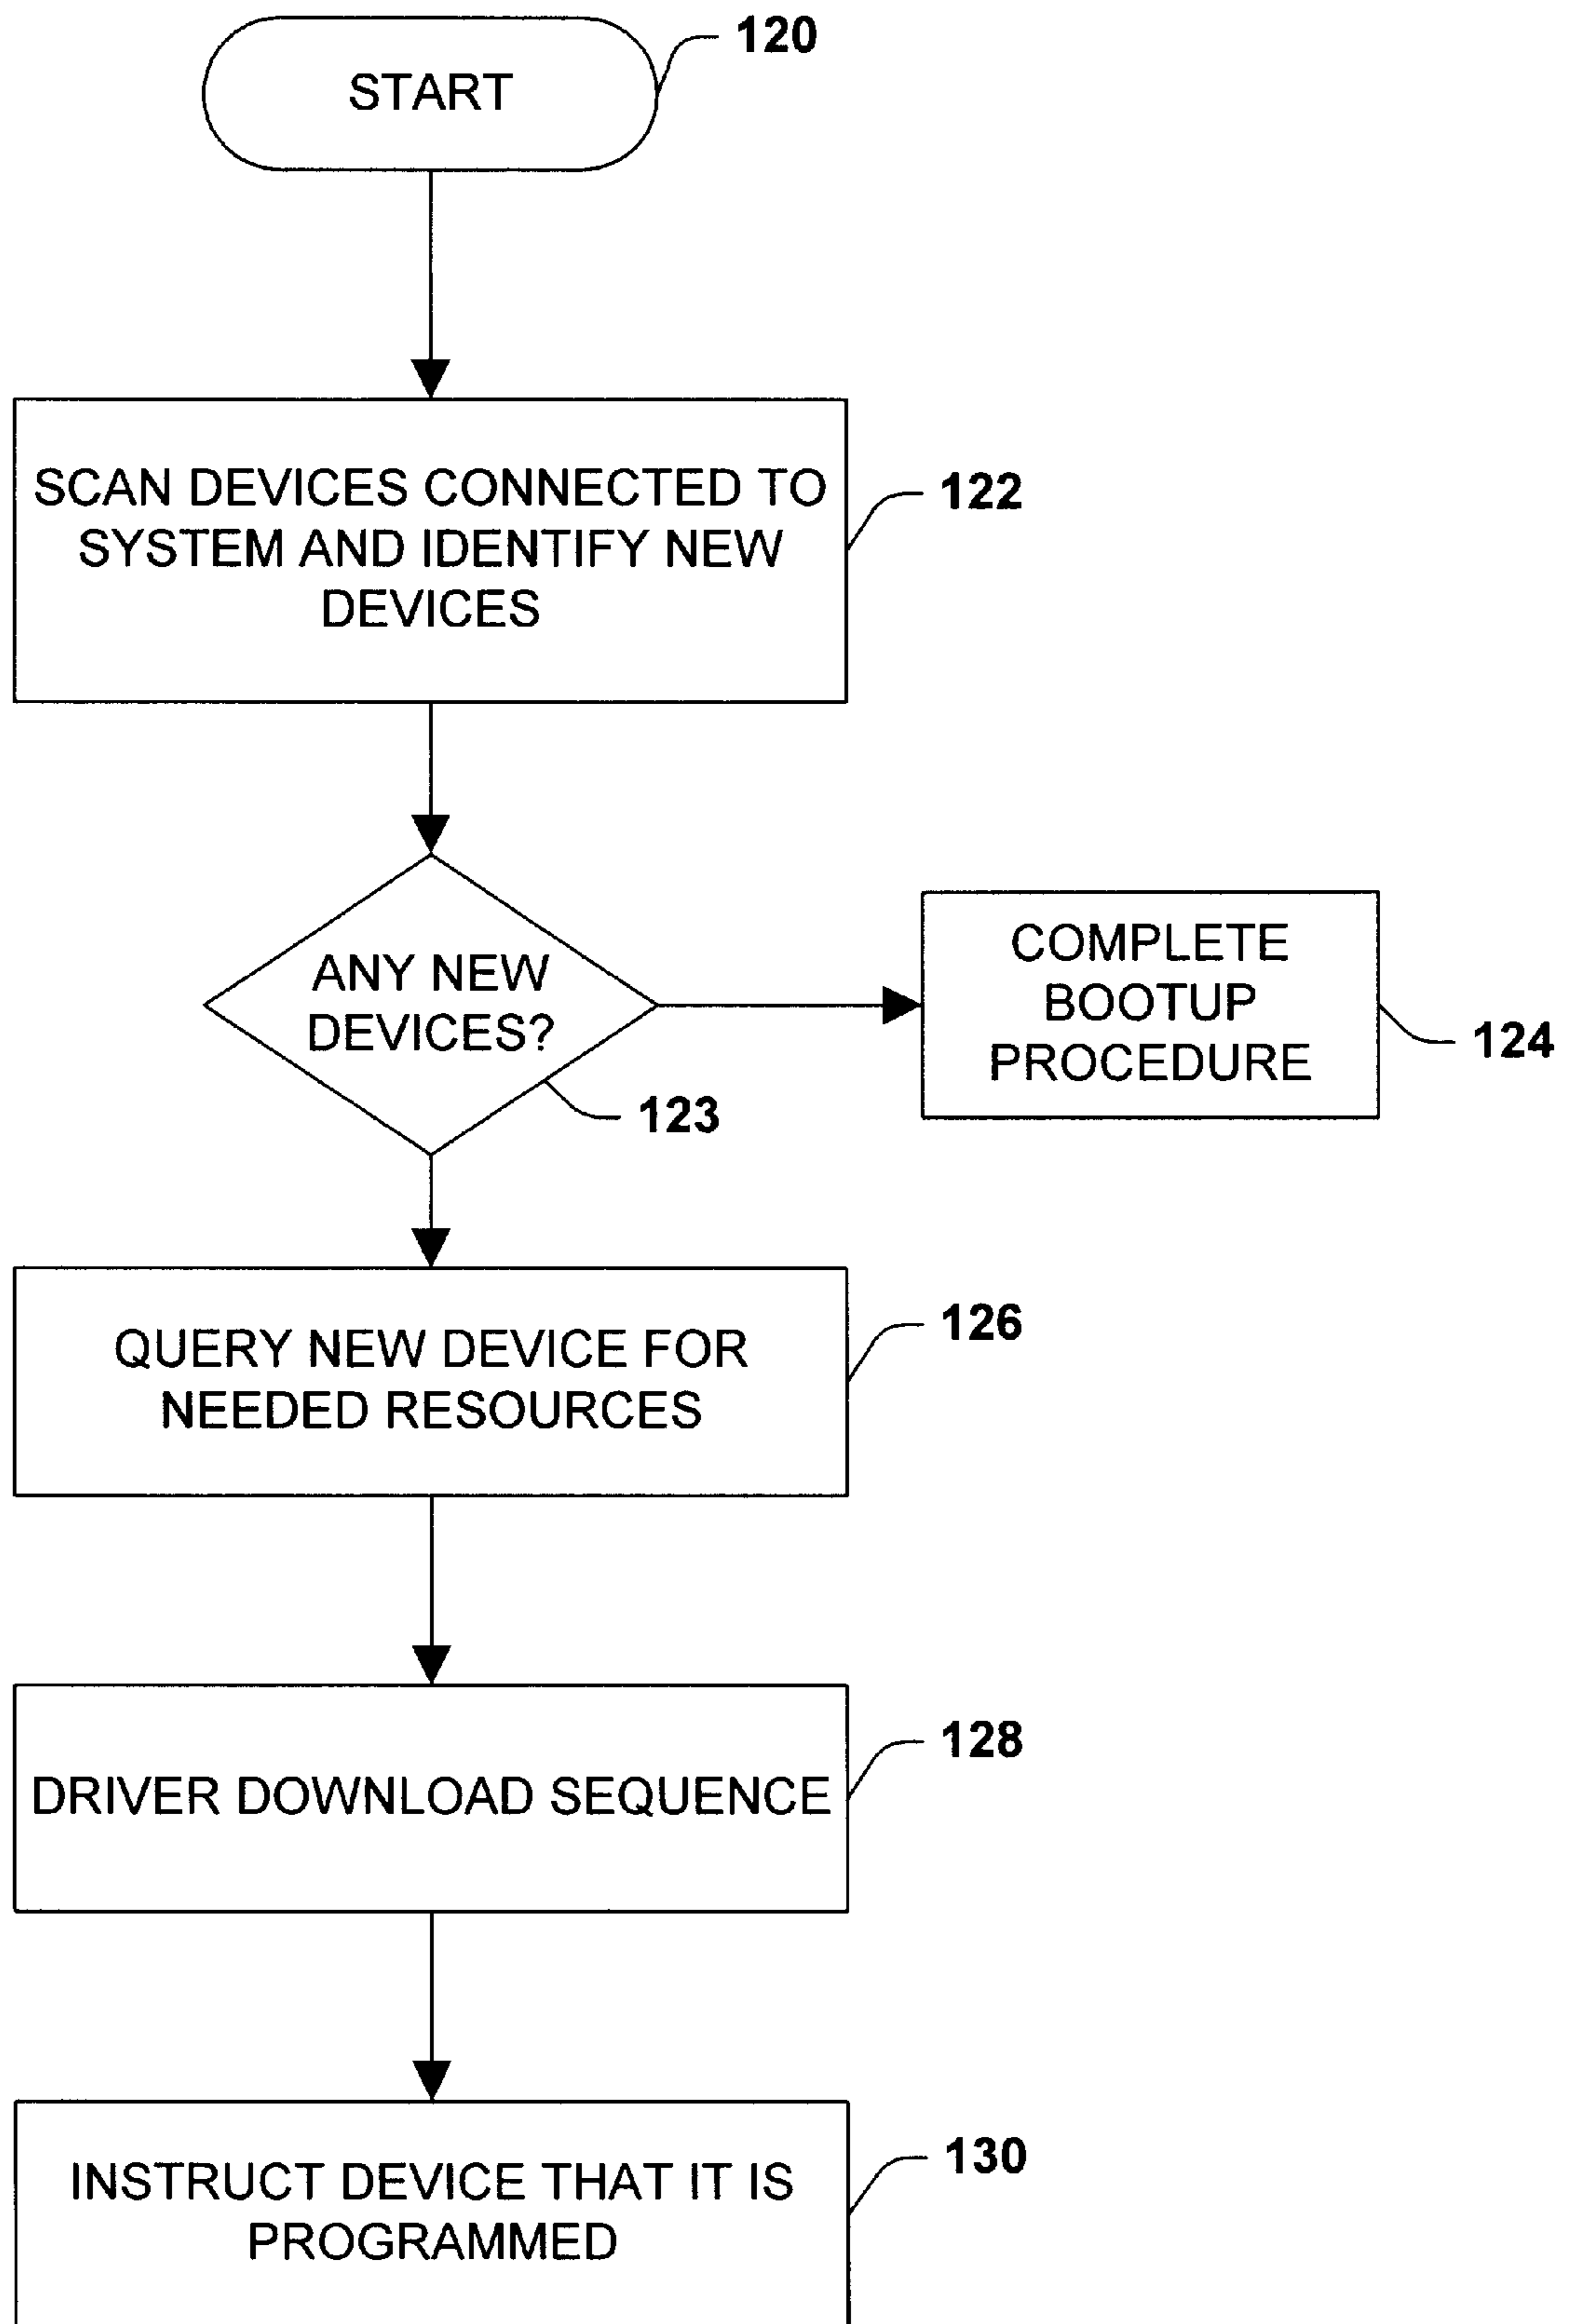 START
120
SCAN DEVICES CONNECTED TO
SYSTEM AND IDENTIFY NEW
DEVICES
122
ANY NEW
DEVICES?
123
COMPLETE
BOOTUP
PROCEDURE
124
QUERY NEW DEVICE FOR
NEEDED RESOURCES
126
DRIVER DOWNLOAD SEQUENCE
128
INSTRUCT DEVICE THAT IT IS
PROGRAMMED
130